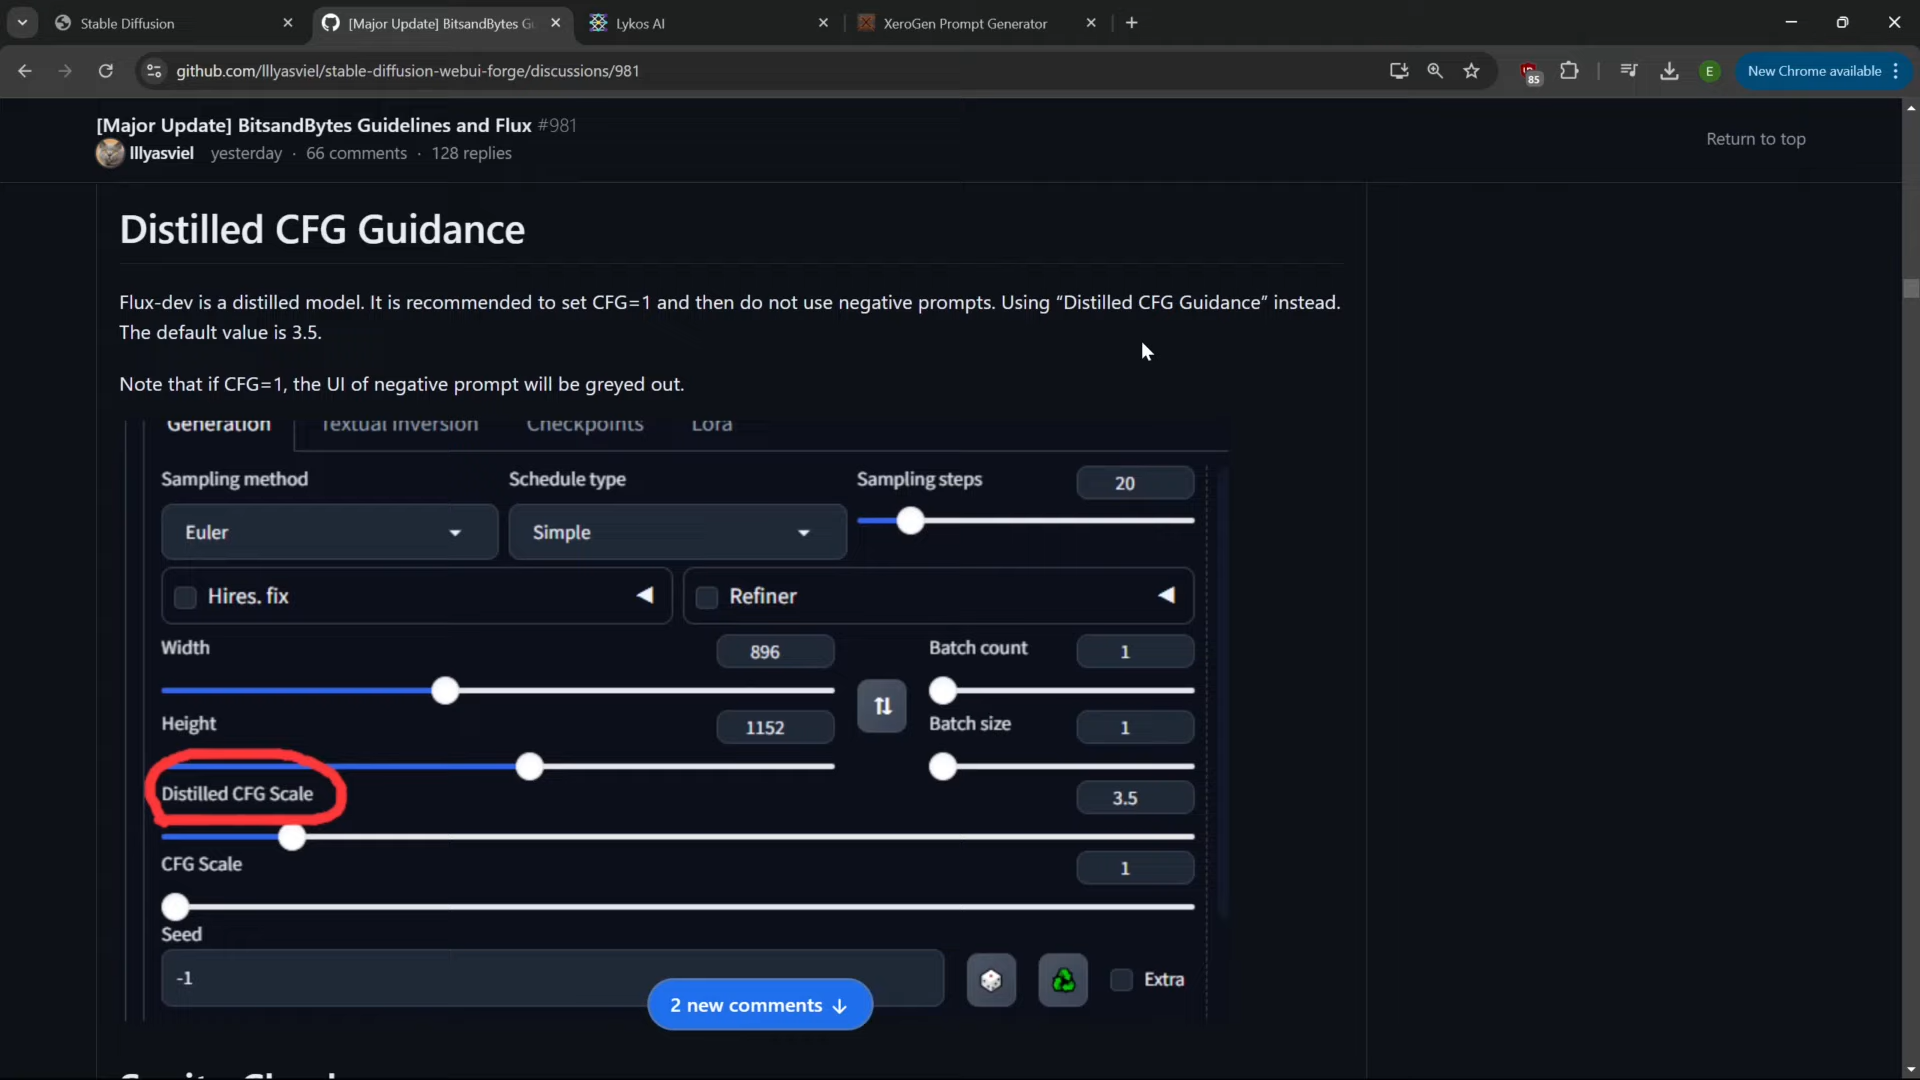 Stable Diffusion
[Major Update] BitsandBytes Gu
Lykos AI
XeroGen Prompt Generator
github.com/lllyasviel/stable-diffusion-webui-forge/discussions/981
85
E
New Chrome available
[Major Update] BitsandBytes Guidelines and Flux #981
lllyasviel yesterday · 66 comments · 128 replies
Return to top
Distilled CFG Guidance
Flux-dev is a distilled model. It is recommended to set CFG=1 and then do not use negative prompts. Using “Distilled CFG Guidance” instead.
The default value is 3.5.
Note that if CFG=1, the UI of negative prompt will be greyed out.
Generation Textual Inversion Checkpoints Lora
Sampling method Schedule type Sampling steps 20
Euler Simple
Hires. fix Refiner
Width 896 Batch count 1
Height 1152 Batch size 1
Distilled CFG Scale 3.5
CFG Scale 1
Seed
-1 Extra
2 new comments ↓